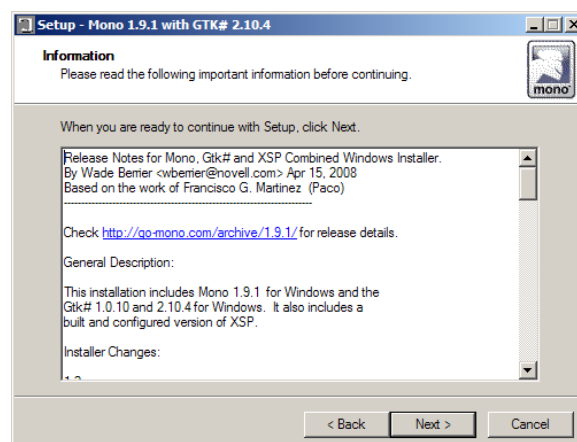 Setup - Mono 1.9.1 with GTK# 2.10.4
Information
Please read the following important information before continuing.
mono
When you are ready to continue with Setup, click Next.
Release Notes for Mono, Gtk# and XSP Combined Windows Installer.
By Wade Berrier <wberrier@novell.com> Apr 15, 2008
Based on the work of Francisco G. Martinez (Paco)
--------------------------------------------------------------
Check http://go-mono.com/archive/1.9.1/ for release details.
General Description:
This installation includes Mono 1.9.1 for Windows and the
Gtk# 1.0.10 and 2.10.4 for Windows. It also includes a
built and configured version of XSP.
Installer Changes:
< Back
Next >
Cancel